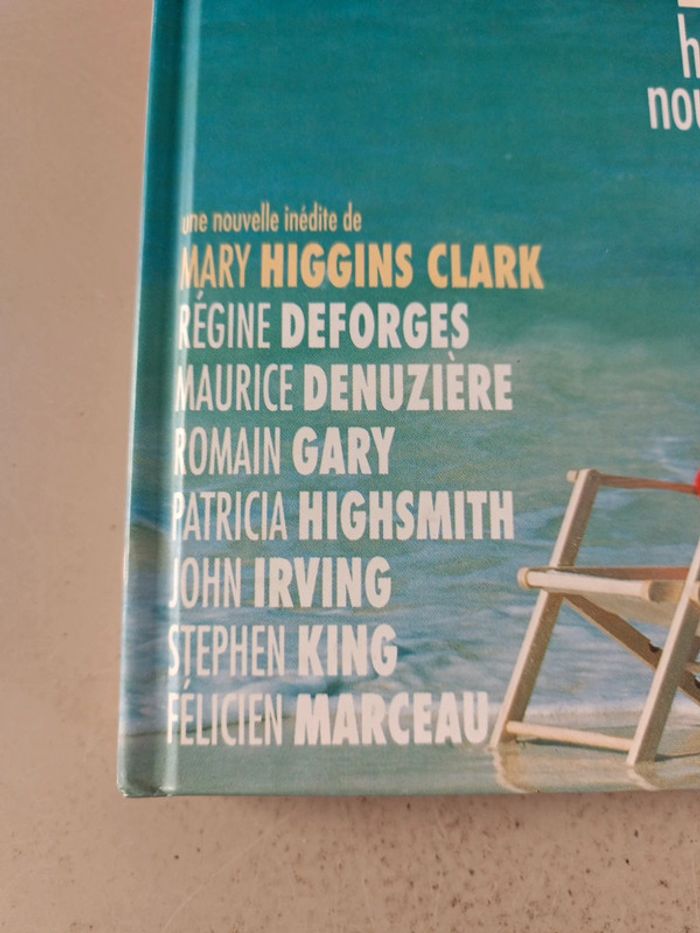 une nouvelle inédite de
MARY HIGGINS CLARK
RÉGINE DEFORGES
MAURICE DENUZIÈRE
ROMAIN GARY
PATRICIA HIGHSMITH
JOHN IRVING
STEPHEN KING
FÉLICIEN MARCEAU